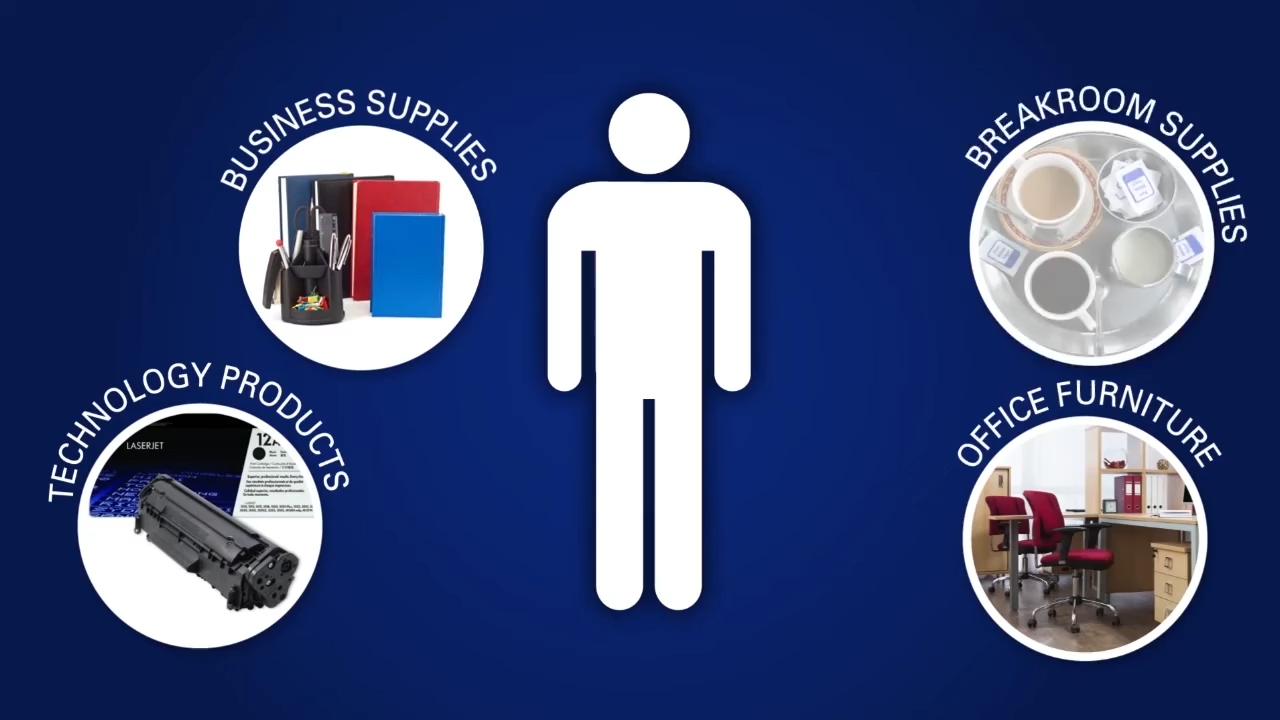 BUSINESS SUPPLIES
BREAKROOM SUPPLIES
TECHNOLOGY PRODUCTS
LASERJET
12A
OFFICE FURNITURE